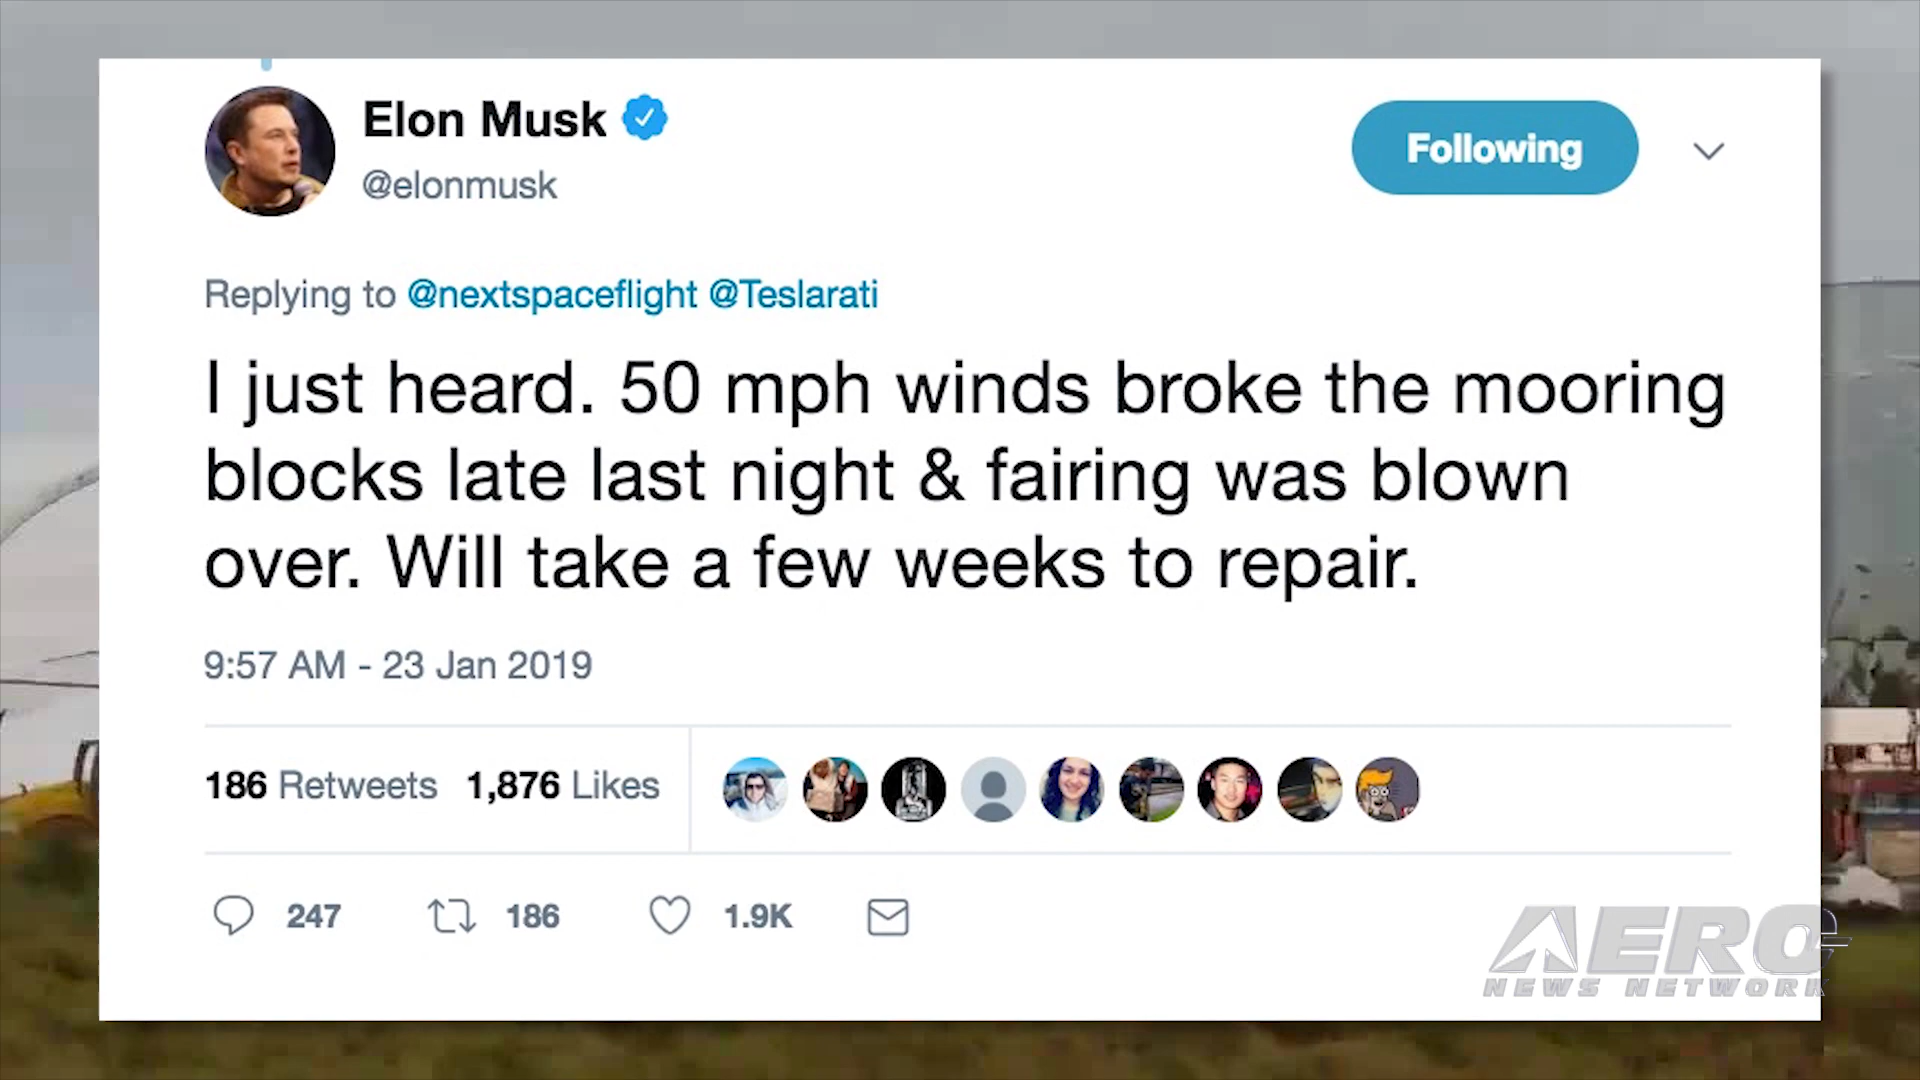 Elon Musk
@elonmusk
Following
Replying to @nextspaceflight @Teslarati
I just heard. 50 mph winds broke the mooring
blocks late last night & fairing was blown
over. Will take a few weeks to repair.
9:57 AM - 23 Jan 2019
186 Retweets 1,876 Likes
247 186 1.9K
AERO
NEWS NETWORK